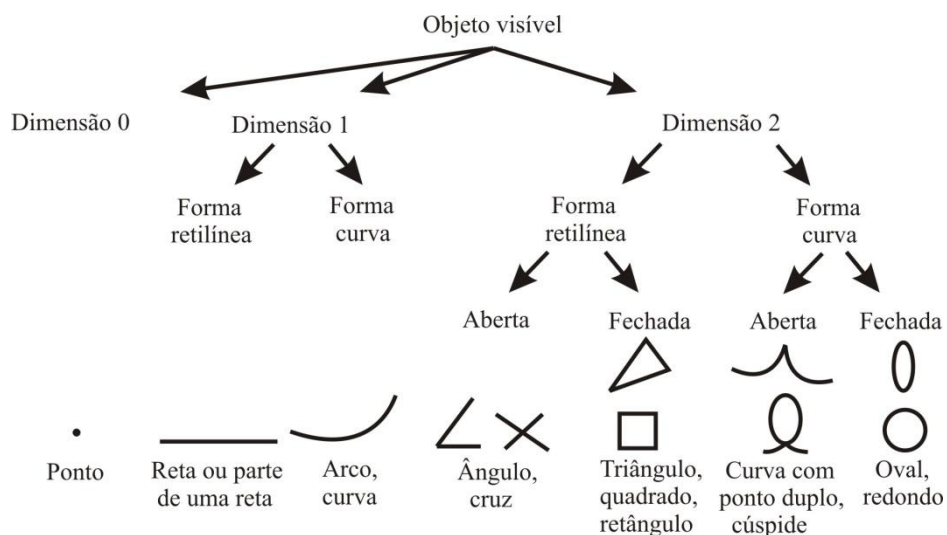 Objeto visível
Dimensão 0
Dimensão 1
Dimensão 2
Forma
retilínea
Forma
curva
Forma
retilínea
Forma
curva
Aberta
Fechada
Aberta
Fechada
Ponto
Reta ou parte
de uma reta
Arco,
curva
Ângulo,
cruz
Triângulo,
quadrado,
retângulo
Curva com
ponto duplo,
cúspide
Oval,
redondo